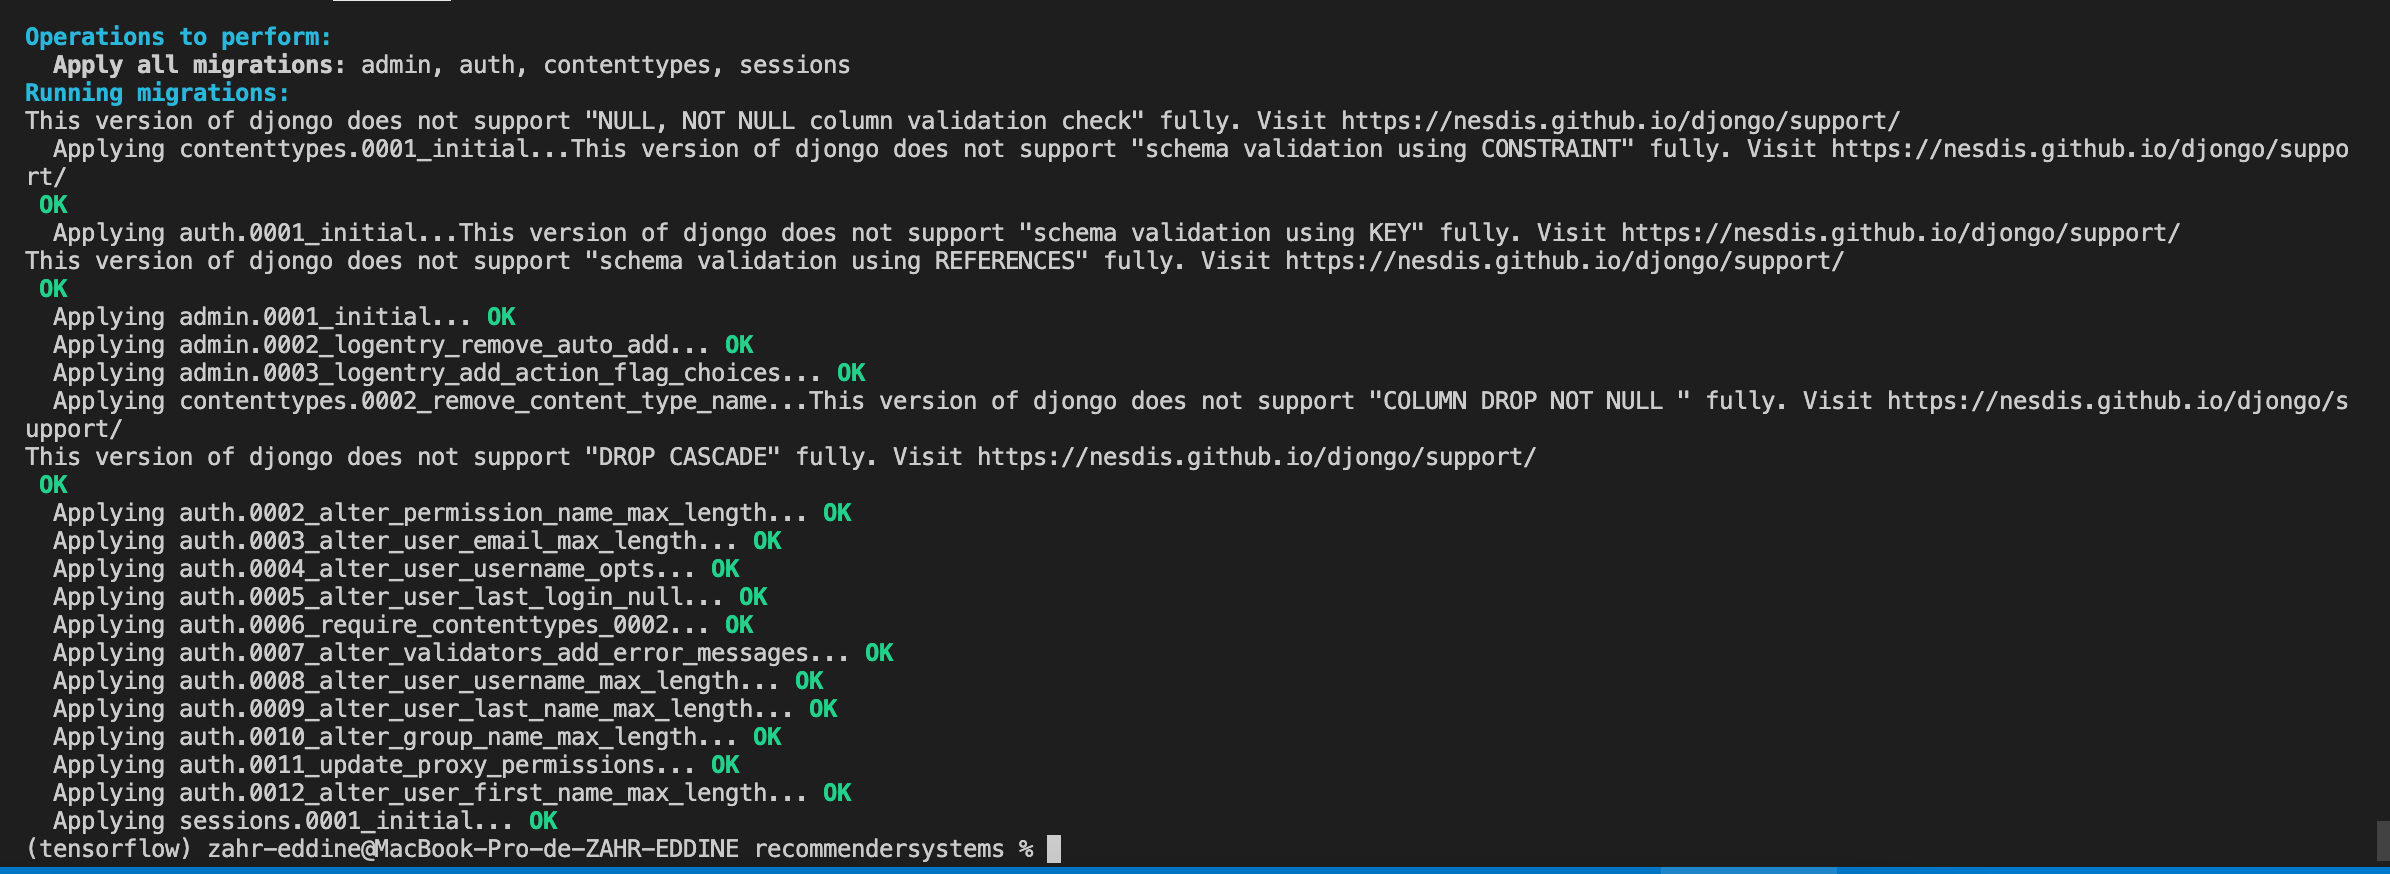 Operations to perform:
  Apply all migrations: admin, auth, contenttypes, sessions
Running migrations:
This version of djongo does not support "NULL, NOT NULL column validation check" fully. Visit https://nesdis.github.io/djongo/support/
  Applying contenttypes.0001_initial...This version of djongo does not support "schema validation using CONSTRAINT" fully. Visit https://nesdis.github.io/djongo/suppo
rt/
 OK
  Applying auth.0001_initial...This version of djongo does not support "schema validation using KEY" fully. Visit https://nesdis.github.io/djongo/support/
This version of djongo does not support "schema validation using REFERENCES" fully. Visit https://nesdis.github.io/djongo/support/
 OK
  Applying admin.0001_initial... OK
  Applying admin.0002_logentry_remove_auto_add... OK
  Applying admin.0003_logentry_add_action_flag_choices... OK
  Applying contenttypes.0002_remove_content_type_name...This version of djongo does not support "COLUMN DROP NOT NULL " fully. Visit https://nesdis.github.io/djongo/s
upport/
This version of djongo does not support "DROP CASCADE" fully. Visit https://nesdis.github.io/djongo/support/
 OK
  Applying auth.0002_alter_permission_name_max_length... OK
  Applying auth.0003_alter_user_email_max_length... OK
  Applying auth.0004_alter_user_username_opts... OK
  Applying auth.0005_alter_user_last_login_null... OK
  Applying auth.0006_require_contenttypes_0002... OK
  Applying auth.0007_alter_validators_add_error_messages... OK
  Applying auth.0008_alter_user_username_max_length... OK
  Applying auth.0009_alter_user_last_name_max_length... OK
  Applying auth.0010_alter_group_name_max_length... OK
  Applying auth.0011_update_proxy_permissions... OK
  Applying auth.0012_alter_user_first_name_max_length... OK
  Applying sessions.0001_initial... OK
(tensorflow) zahr-eddine@MacBook-Pro-de-ZAHR-EDDINE recommendersystems %